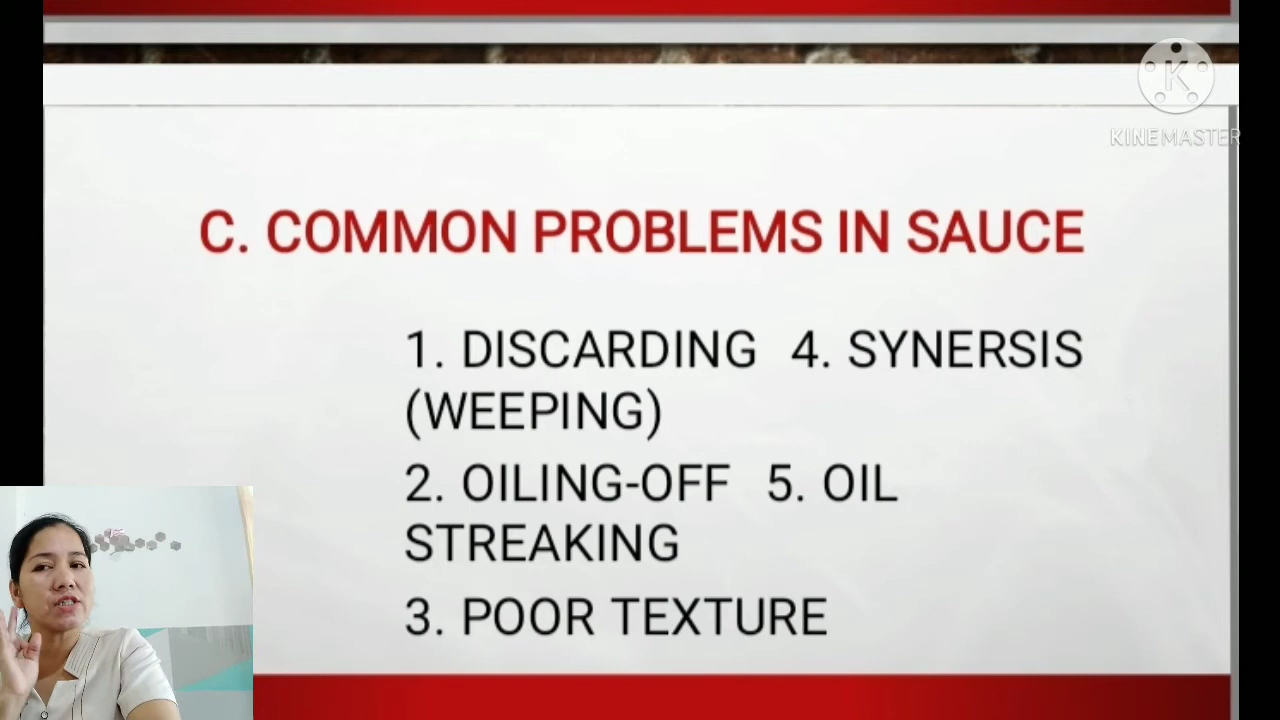 KINEMASTER
C. COMMON PROBLEMS IN SAUCE
1. DISCARDING 4. SYNERSIS
(WEEPING)
2. OILING-OFF 5. OIL
STREAKING
3. POOR TEXTURE